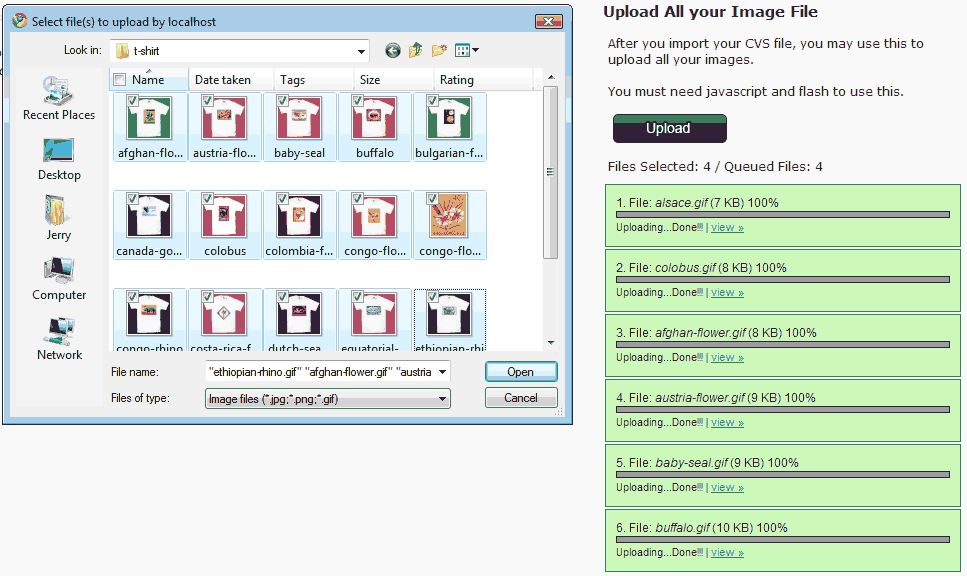 Select file(s) to upload by localhost
Look in:
t-shirt
Recent Places
Desktop
Jerry
Computer
Network
Name
Date taken
Tags
Size
Rating
afghan-flo...
austria-flo...
baby-seal
buffalo
bulgarian-f...
canada-go...
colobus
colombia-f...
congo-flo...
congo-flo...
congo-rhino
costa-rica-f
dutch-sea
equatorial-
ethiopian-rhi
File name:
"ethiopian-rhino.gif" "afghan-flower.gif" "austria
Open
Files of type:
Image files (*.jpg;*.png;*.gif)
Cancel
Upload All your Image File
After you import your CVS file, you may use this to
upload all your images.
You must need javascript and flash to use this.
Upload
Files Selected: 4 / Queued Files: 4
1. File: alsace.gif (7 KB) 100%
Uploading...Done!!! | view »
2. File: colobus.gif (8 KB) 100%
Uploading...Done!!! | view »
3. File: afghan-flower.gif (8 KB) 100%
Uploading...Done!!! | view »
4. File: austria-flower.gif (9 KB) 100%
Uploading...Done!!! | view »
5. File: baby-seal.gif (9 KB) 100%
Uploading...Done!!! | view »
6. File: buffalo.gif (10 KB) 100%
Uploading...Done!!! | view »